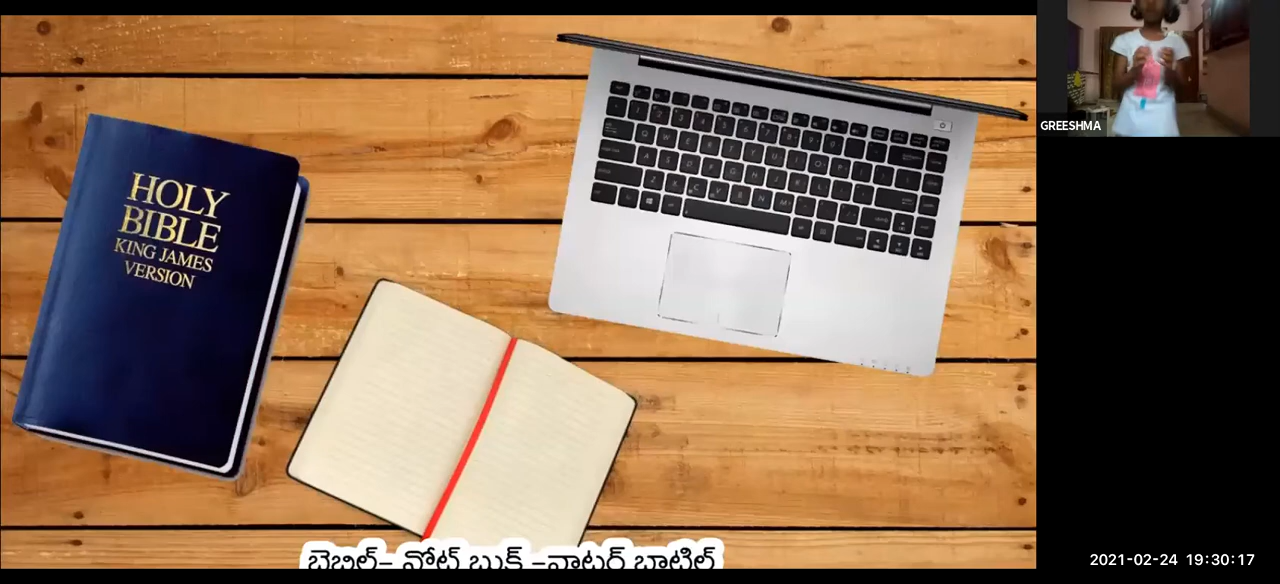 HOLY
BIBLE
KING JAMES
VERSION
GREESHMA
బైబిల్– నోట్ బుక్ –వాటర్ బాటిల్
2021-02-24 19:30:17